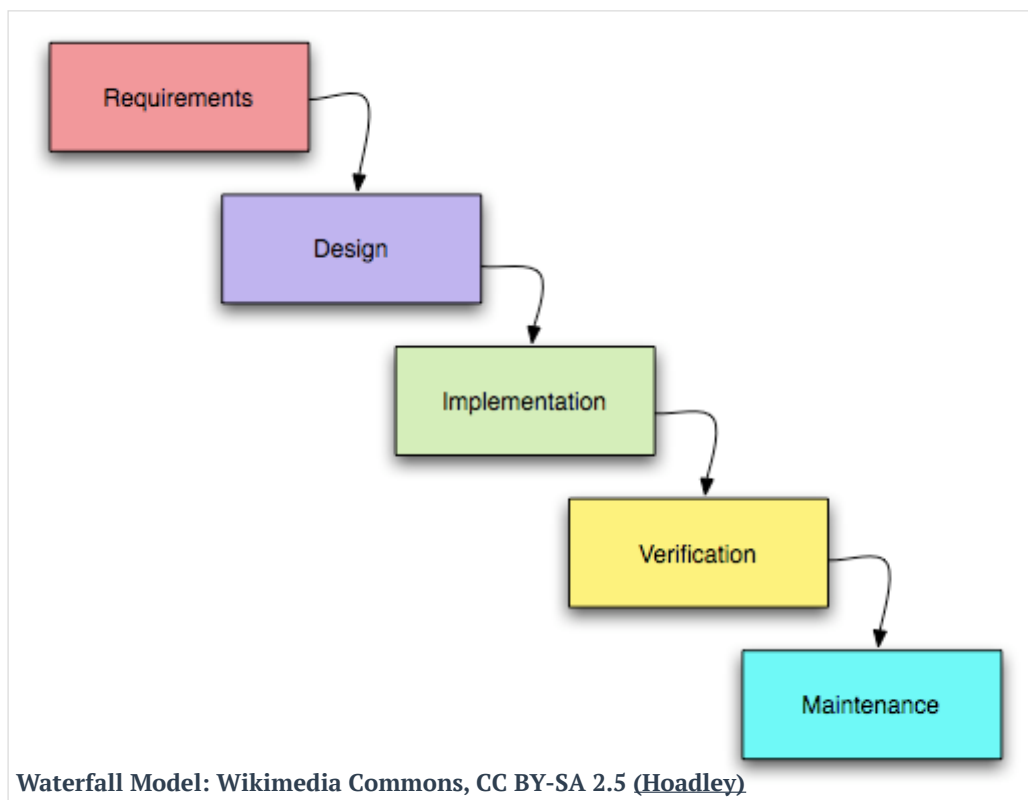 Requirements
Design
Implementation
Verification
Maintenance
Waterfall Model: Wikimedia Commons, CC BY-SA 2.5 (Hoadley)